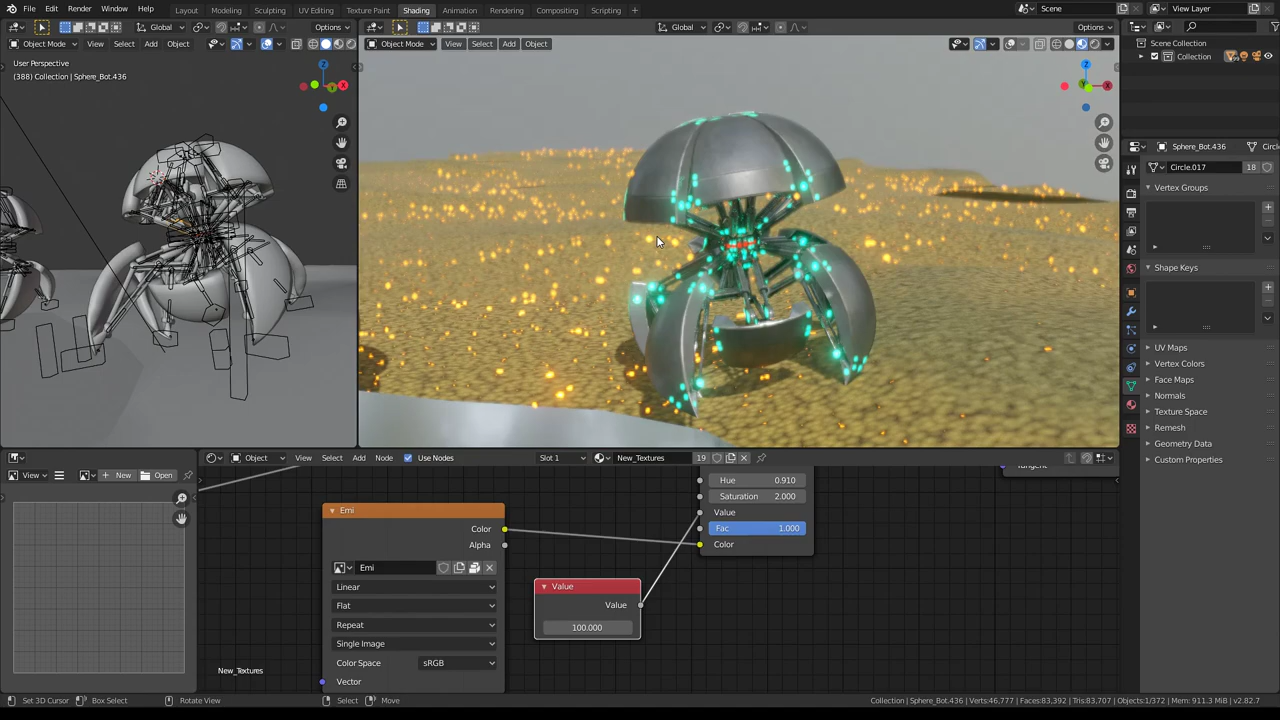 File Edit Render Window Help Layout Modeling Sculpting UV Editing Texture Paint Shading Animation Rendering Compositing Scripting + Scene View Layer
Global Options Global Options
Object Mode View Select Add Object Object Mode View Select Add Object Scene Collection
User Perspective Collection
(388) Collection | Sphere_Bot.436
Z
X
Y
Z
X
Sphere_Bot.436
Circle.017 18
Vertex Groups
Shape Keys
UV Maps
Vertex Colors
Face Maps
Normals
Texture Space
Remesh
Geometry Data
Custom Properties
Object View Select Add Node Use Nodes Slot 1 New_Textures 19
View New Open
Tangent
Hue 0.910
Saturation 2.000
Value
Fac 1.000
Color
Emi
Color
Alpha
Emi
Linear
Flat
Repeat
Single Image
Color Space sRGB
Vector
Value
Value
100.000
New_Textures
Set 3D Cursor Box Select Rotate View Select Move Collection | Sphere_Bot.436 | Verts:46,777 | Faces:83,392 | Tris:83,707 | Objects:1/372 | Mem: 911.3 MiB | v2.82.7